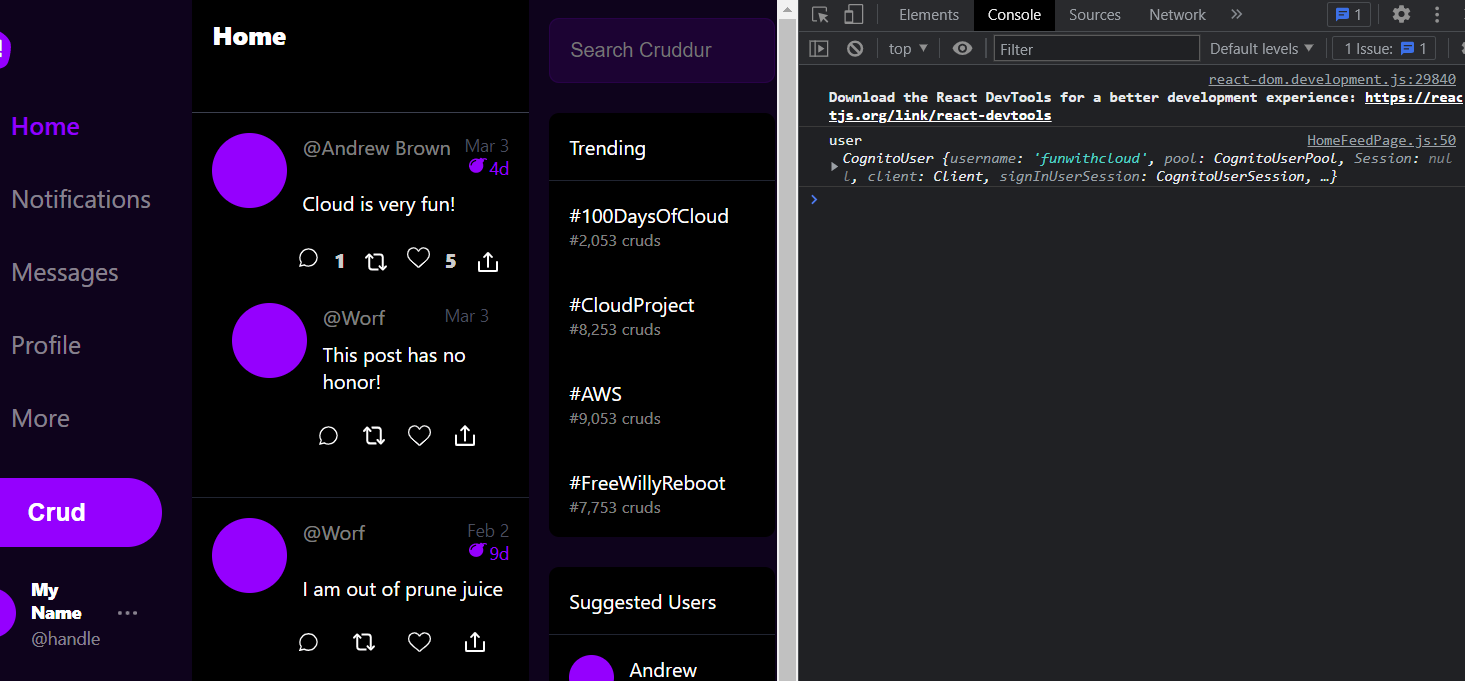 Home
Notifications
Messages
Profile
More
Crud
My
Name
@handle
Home
@Andrew Brown
Mar 3
4d
Cloud is very fun!
1
5
@Worf
Mar 3
This post has no
honor!
@Worf
Feb 2
9d
I am out of prune juice
Search Cruddur
Trending
#100DaysOfCloud
#2,053 cruds
#CloudProject
#8,253 cruds
#AWS
#9,053 cruds
#FreeWillyReboot
#7,753 cruds
Suggested Users
Andrew
Elements Console Sources Network » 1
top Filter Default levels 1 Issue: 1
react-dom.development.js:29840
Download the React DevTools for a better development experience: https://reac
tjs.org/link/react-devtools
user HomeFeedPage.js:50
CognitoUser {username: 'funwithcloud', pool: CognitoUserPool, Session: nul
l, client: Client, signInUserSession: CognitoUserSession, …}